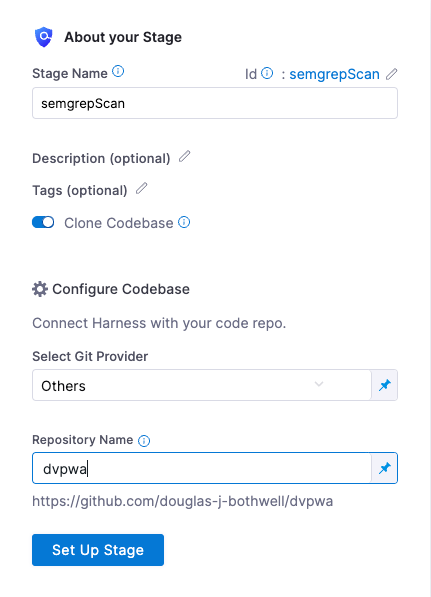 About your Stage
Stage Name Id : semgrepScan
semgrepScan
Description (optional)
Tags (optional)
Clone Codebase
Configure Codebase
Connect Harness with your code repo.
Select Git Provider
Others
Repository Name
dvpwa
https://github.com/douglas-j-bothwell/dvpwa
Set Up Stage